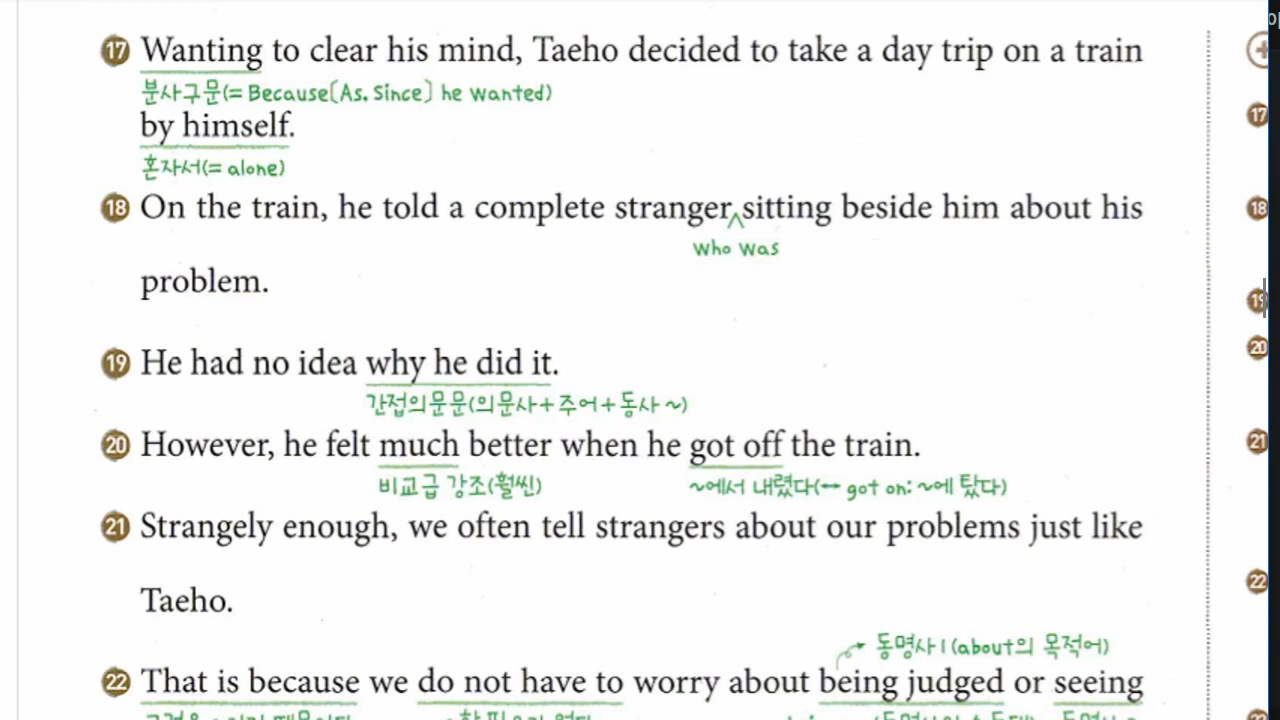 17 Wanting to clear his mind, Taeho decided to take a day trip on a train
분사구문(= Because[As, Since] he wanted)
by himself.
혼자서(= alone)
18 On the train, he told a complete stranger sitting beside him about his
who was
problem.
19 He had no idea why he did it.
간접의문문(의문사+주어+동사 ~)
20 However, he felt much better when he got off the train.
비교급 강조(훨씬) ~에서 내렸다(↔ got on: ~에 탔다)
21 Strangely enough, we often tell strangers about our problems just like
Taeho.
동명사1(about의 목적어)
22 That is because we do not have to worry about being judged or seeing
17
18
19
20
21
22